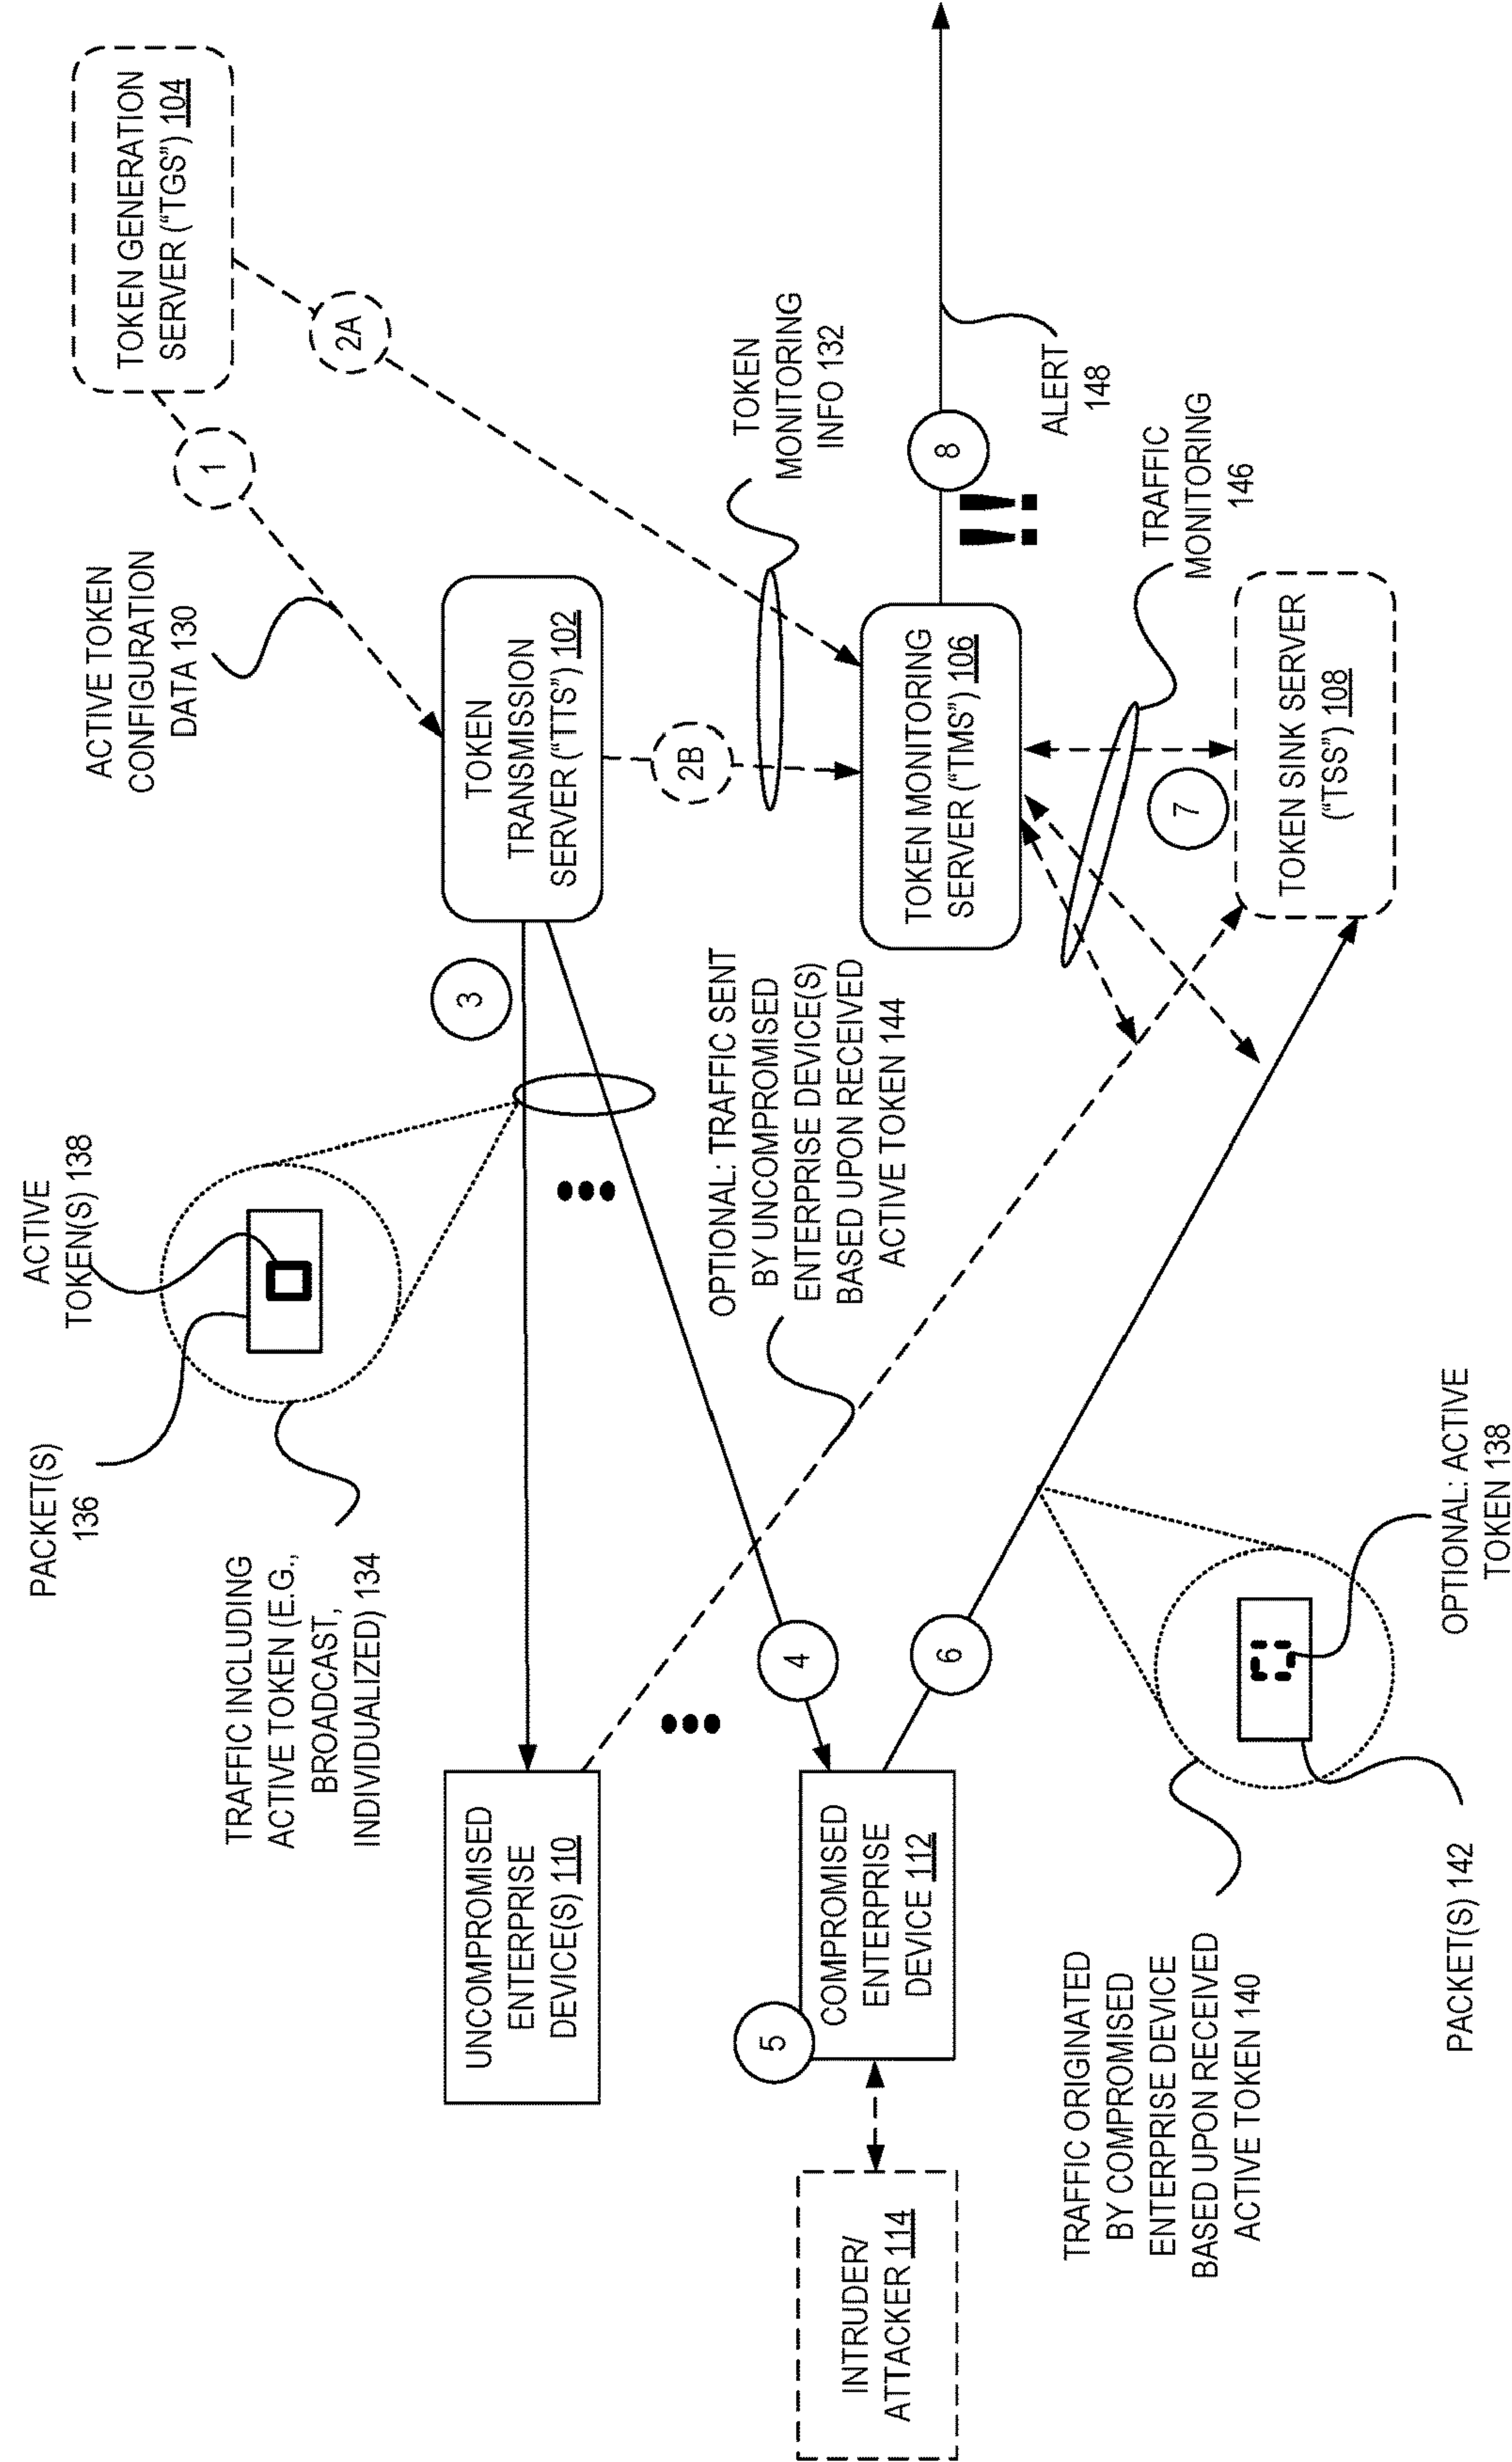 TOKEN GENERATION
SERVER ("TGS") 104
1
2A
ACTIVE TOKEN
CONFIGURATION
DATA 130
TOKEN
TRANSMISSION
SERVER ("TTS") 102
2B
TOKEN
MONITORING
INFO 132
TOKEN MONITORING
SERVER ("TMS") 106
!!
8
ALERT
148
TRAFFIC
MONITORING
146
7
TOKEN SINK SERVER
("TSS") 108
3
ACTIVE
TOKEN(S) 138
PACKET(S)
136
TRAFFIC INCLUDING
ACTIVE TOKEN (E.G.,
BROADCAST,
INDIVIDUALIZED) 134
OPTIONAL: TRAFFIC SENT
BY UNCOMPROMISED
ENTERPRISE DEVICE(S)
BASED UPON RECEIVED
ACTIVE TOKEN 144
4
6
UNCOMPROMISED
ENTERPRISE
DEVICE(S) 110
5
COMPROMISED
ENTERPRISE
DEVICE 112
INTRUDER/
ATTACKER 114
OPTIONAL: ACTIVE
TOKEN 138
PACKET(S) 142
TRAFFIC ORIGINATED
BY COMPROMISED
ENTERPRISE DEVICE
BASED UPON RECEIVED
ACTIVE TOKEN 140